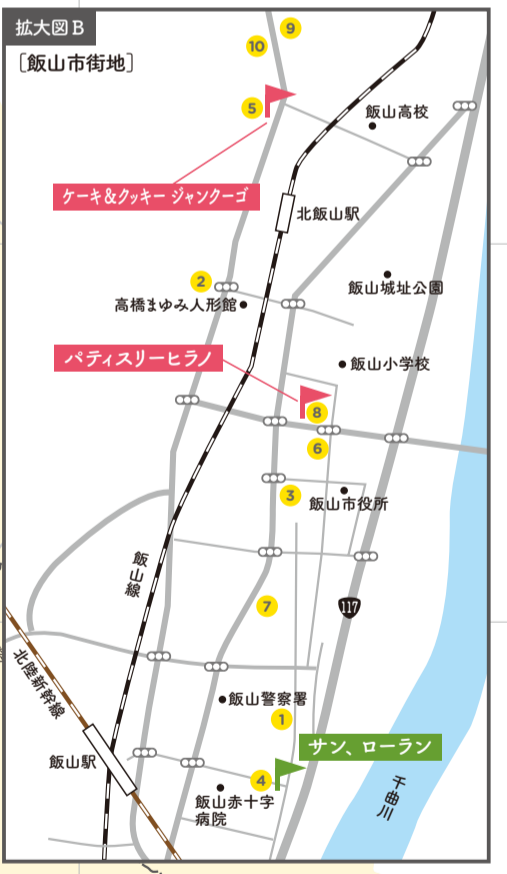 拡大図B
［飯山市街地］
9
10
5
飯山高校
ケーキ&クッキー ジャンクーゴ
北飯山駅
2
飯山城址公園
高橋まゆみ人形館
パティスリーヒラノ
飯山小学校
8
6
3
飯山市役所
飯山線
7
117
北陸新幹線
飯山警察署
1
サン、ローラン
飯山駅
4
飯山赤十字
病院
千曲川